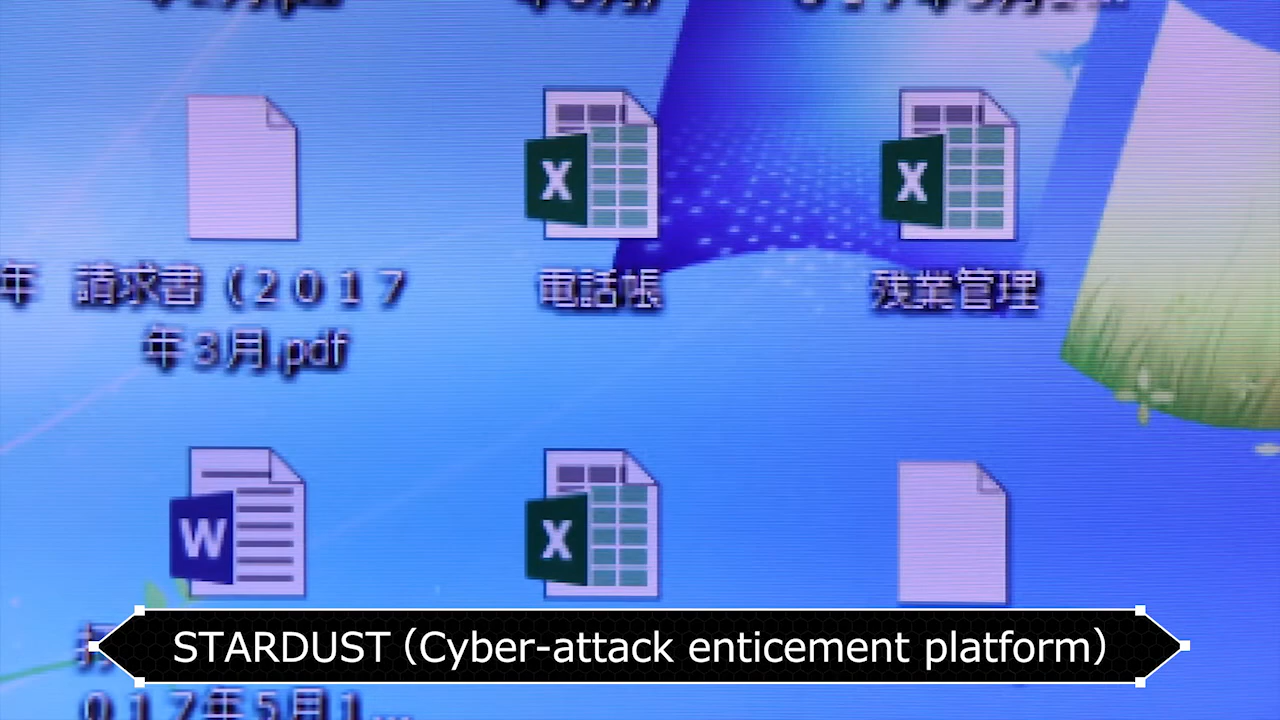 年
請求書（２０１７
年３月.pdf
電話帳
残業管理
STARDUST（Cyber-attack enticement platform）
０１７年５月１...